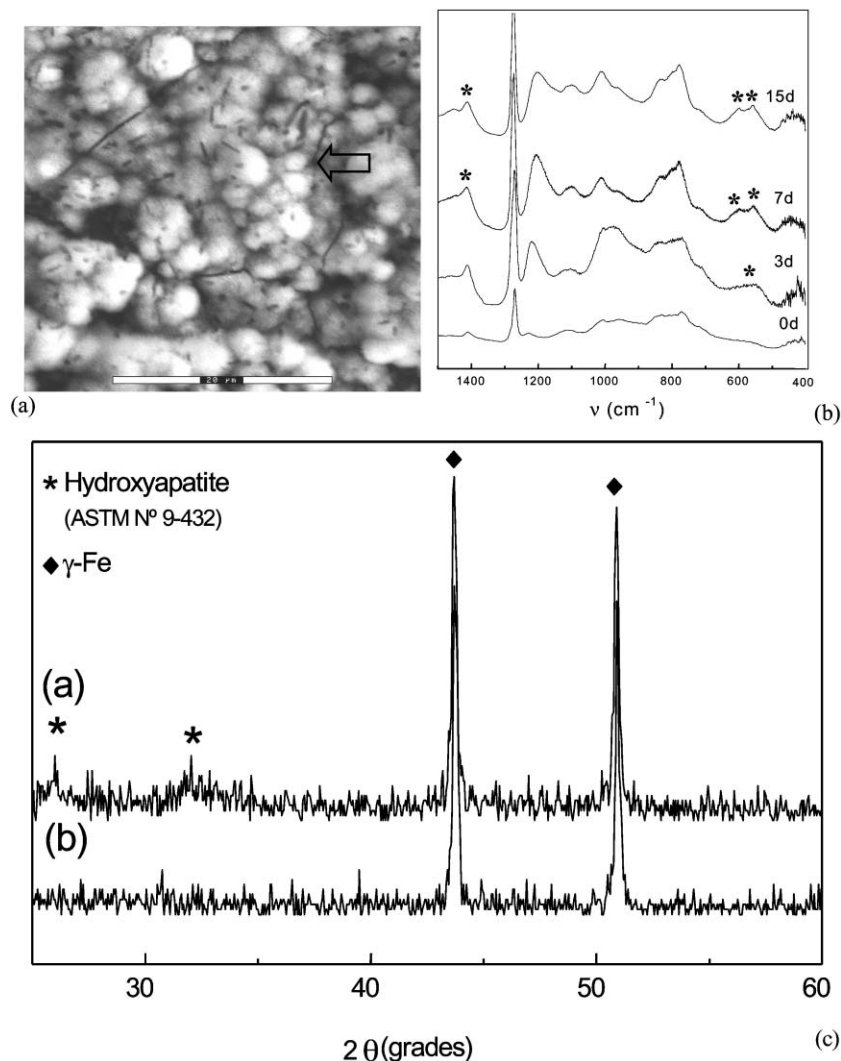 (a)
20 µm
* * * 15d
* * * 7d
* 3d
0d
1400 1200 1000 800 600 400
ν (cm -1)
(b)
* Hydroxyapatite
(ASTM Nº 9-432)
◆ γ-Fe
◆ ◆
(a)
* *
(b)
30 40 50 60
2 θ(grades)
(c)